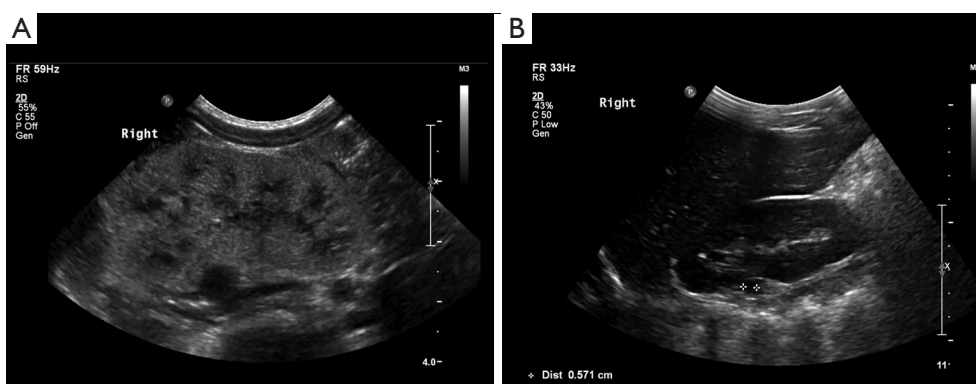 A
FR 59Hz
RS
2D
55%
C 55
P Off
Gen
P
Right
M3
X
4.0
B
FR 33Hz
RS
2D
43%
C 50
P Low
Gen
P
Right
M3
X
11
Dist 0.571 cm